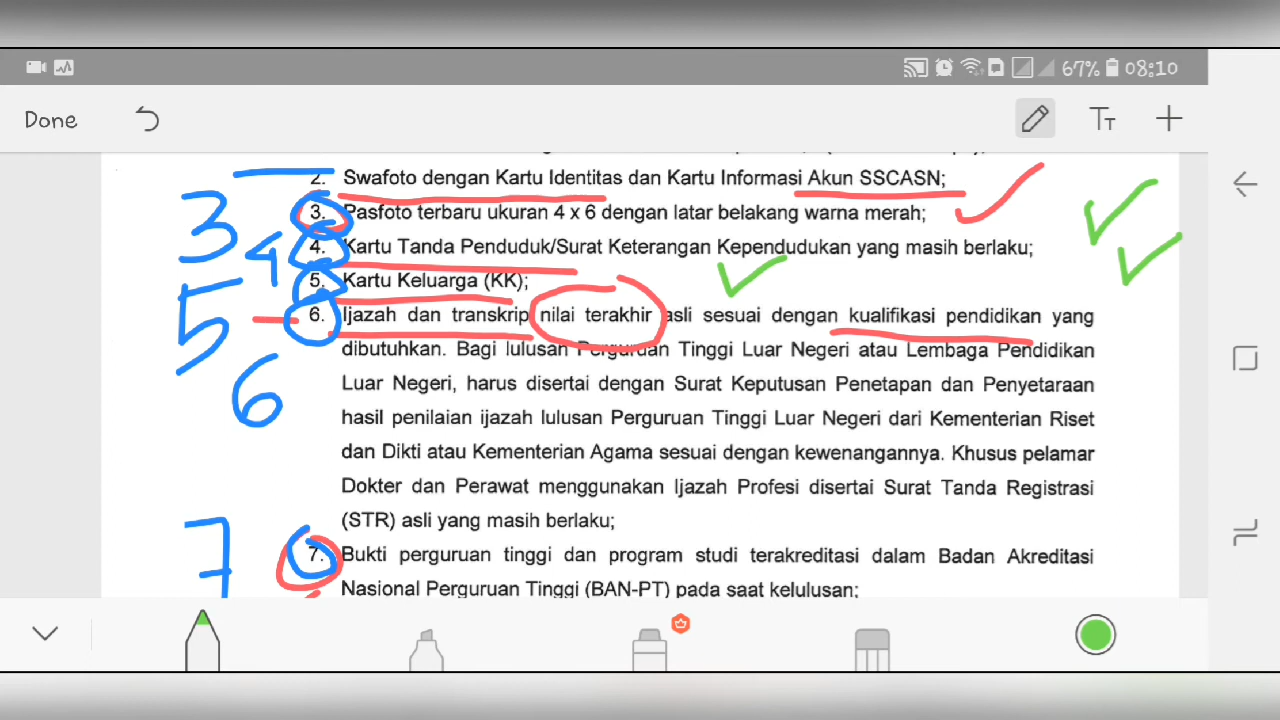 67% 08:10
Done TT
2. Swafoto dengan Kartu Identitas dan Kartu Informasi Akun SSCASN;
3 3. Pasfoto terbaru ukuran 4 x 6 dengan latar belakang warna merah;
4 4. Kartu Tanda Penduduk/Surat Keterangan Kependudukan yang masih berlaku;
5 5. Kartu Keluarga (KK);
6. Ijazah dan transkrip nilai terakhir asli sesuai dengan kualifikasi pendidikan yang
dibutuhkan. Bagi lulusan Perguruan Tinggi Luar Negeri atau Lembaga Pendidikan
6 Luar Negeri, harus disertai dengan Surat Keputusan Penetapan dan Penyetaraan
hasil penilaian ijazah lulusan Perguruan Tinggi Luar Negeri dari Kementerian Riset
dan Dikti atau Kementerian Agama sesuai dengan kewenangannya. Khusus pelamar
Dokter dan Perawat menggunakan Ijazah Profesi disertai Surat Tanda Registrasi
(STR) asli yang masih berlaku;
7 7. Bukti perguruan tinggi dan program studi terakreditasi dalam Badan Akreditasi
Nasional Perguruan Tinggi (BAN-PT) pada saat kelulusan;